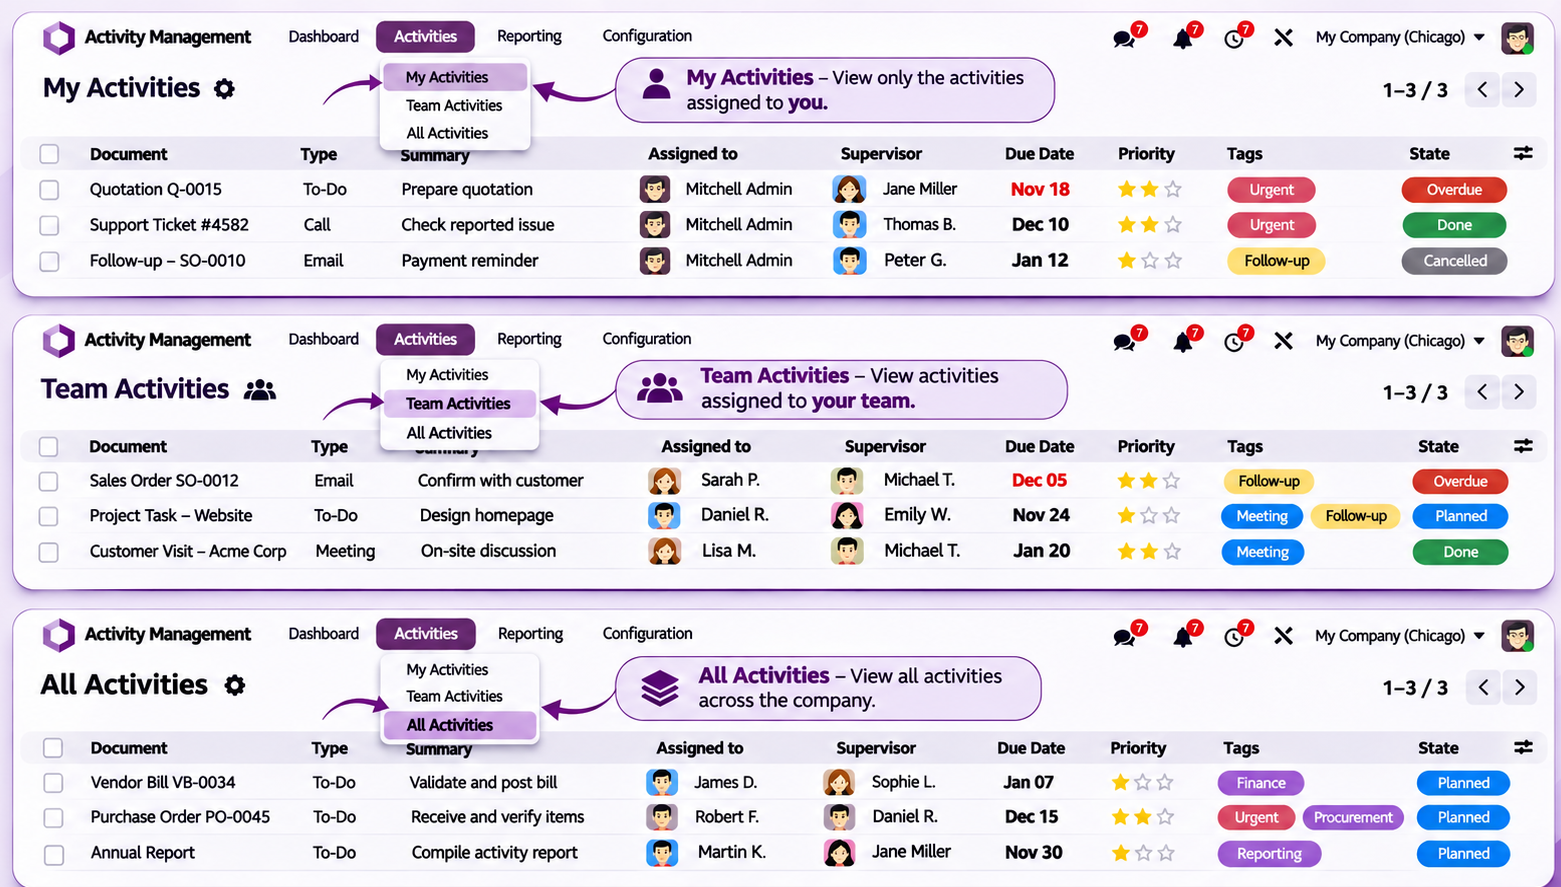 Activity Management Dashboard Activities Reporting Configuration 7 7 7 My Company (Chicago)
My Activities
My Activities
Team Activities
All Activities
My Activities – View only the activities
assigned to you.
1–3 / 3
Document Type Summary Assigned to Supervisor Due Date Priority Tags State
Quotation Q-0015 To-Do Prepare quotation Mitchell Admin Jane Miller Nov 18 Urgent Overdue
Support Ticket #4582 Call Check reported issue Mitchell Admin Thomas B. Dec 10 Urgent Done
Follow-up – SO-0010 Email Payment reminder Mitchell Admin Peter G. Jan 12 Follow-up Cancelled
Activity Management Dashboard Activities Reporting Configuration 7 7 7 My Company (Chicago)
Team Activities
My Activities
Team Activities
All Activities
Team Activities – View activities
assigned to your team.
1–3 / 3
Document Type Summary Assigned to Supervisor Due Date Priority Tags State
Sales Order SO-0012 Email Confirm with customer Sarah P. Michael T. Dec 05 Follow-up Overdue
Project Task – Website To-Do Design homepage Daniel R. Emily W. Nov 24 Meeting Follow-up Planned
Customer Visit – Acme Corp Meeting On-site discussion Lisa M. Michael T. Jan 20 Meeting Done
Activity Management Dashboard Activities Reporting Configuration 7 7 7 My Company (Chicago)
All Activities
My Activities
Team Activities
All Activities
All Activities – View all activities
across the company.
1–3 / 3
Document Type Summary Assigned to Supervisor Due Date Priority Tags State
Vendor Bill VB-0034 To-Do Validate and post bill James D. Sophie L. Jan 07 Finance Planned
Purchase Order PO-0045 To-Do Receive and verify items Robert F. Daniel R. Dec 15 Urgent Procurement Planned
Annual Report To-Do Compile activity report Martin K. Jane Miller Nov 30 Reporting Planned